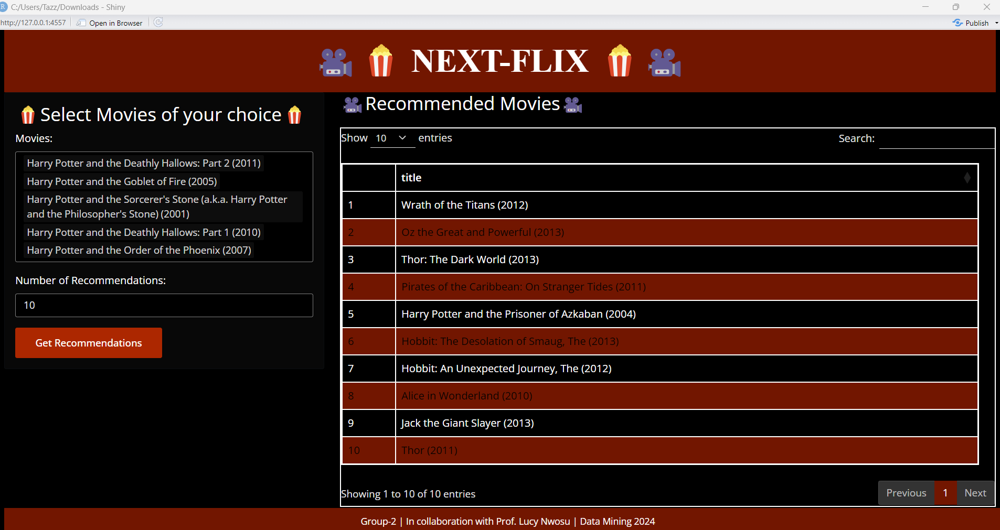 C:/Users/Tazz/Downloads - Shiny
http://127.0.0.1:4557 Open in Browser Publish
NEXT-FLIX
Select Movies of your choice
Movies:
Harry Potter and the Deathly Hallows: Part 2 (2011)
Harry Potter and the Goblet of Fire (2005)
Harry Potter and the Sorcerer's Stone (a.k.a. Harry Potter
and the Philosopher's Stone) (2001)
Harry Potter and the Deathly Hallows: Part 1 (2010)
Harry Potter and the Order of the Phoenix (2007)
Number of Recommendations:
10
Get Recommendations
Recommended Movies
Show 10 entries Search:
title
1 Wrath of the Titans (2012)
2 Oz the Great and Powerful (2013)
3 Thor: The Dark World (2013)
4 Pirates of the Caribbean: On Stranger Tides (2011)
5 Harry Potter and the Prisoner of Azkaban (2004)
6 Hobbit: The Desolation of Smaug, The (2013)
7 Hobbit: An Unexpected Journey, The (2012)
8 Alice in Wonderland (2010)
9 Jack the Giant Slayer (2013)
10 Thor (2011)
Showing 1 to 10 of 10 entries Previous 1 Next
Group-2 | In collaboration with Prof. Lucy Nwosu | Data Mining 2024